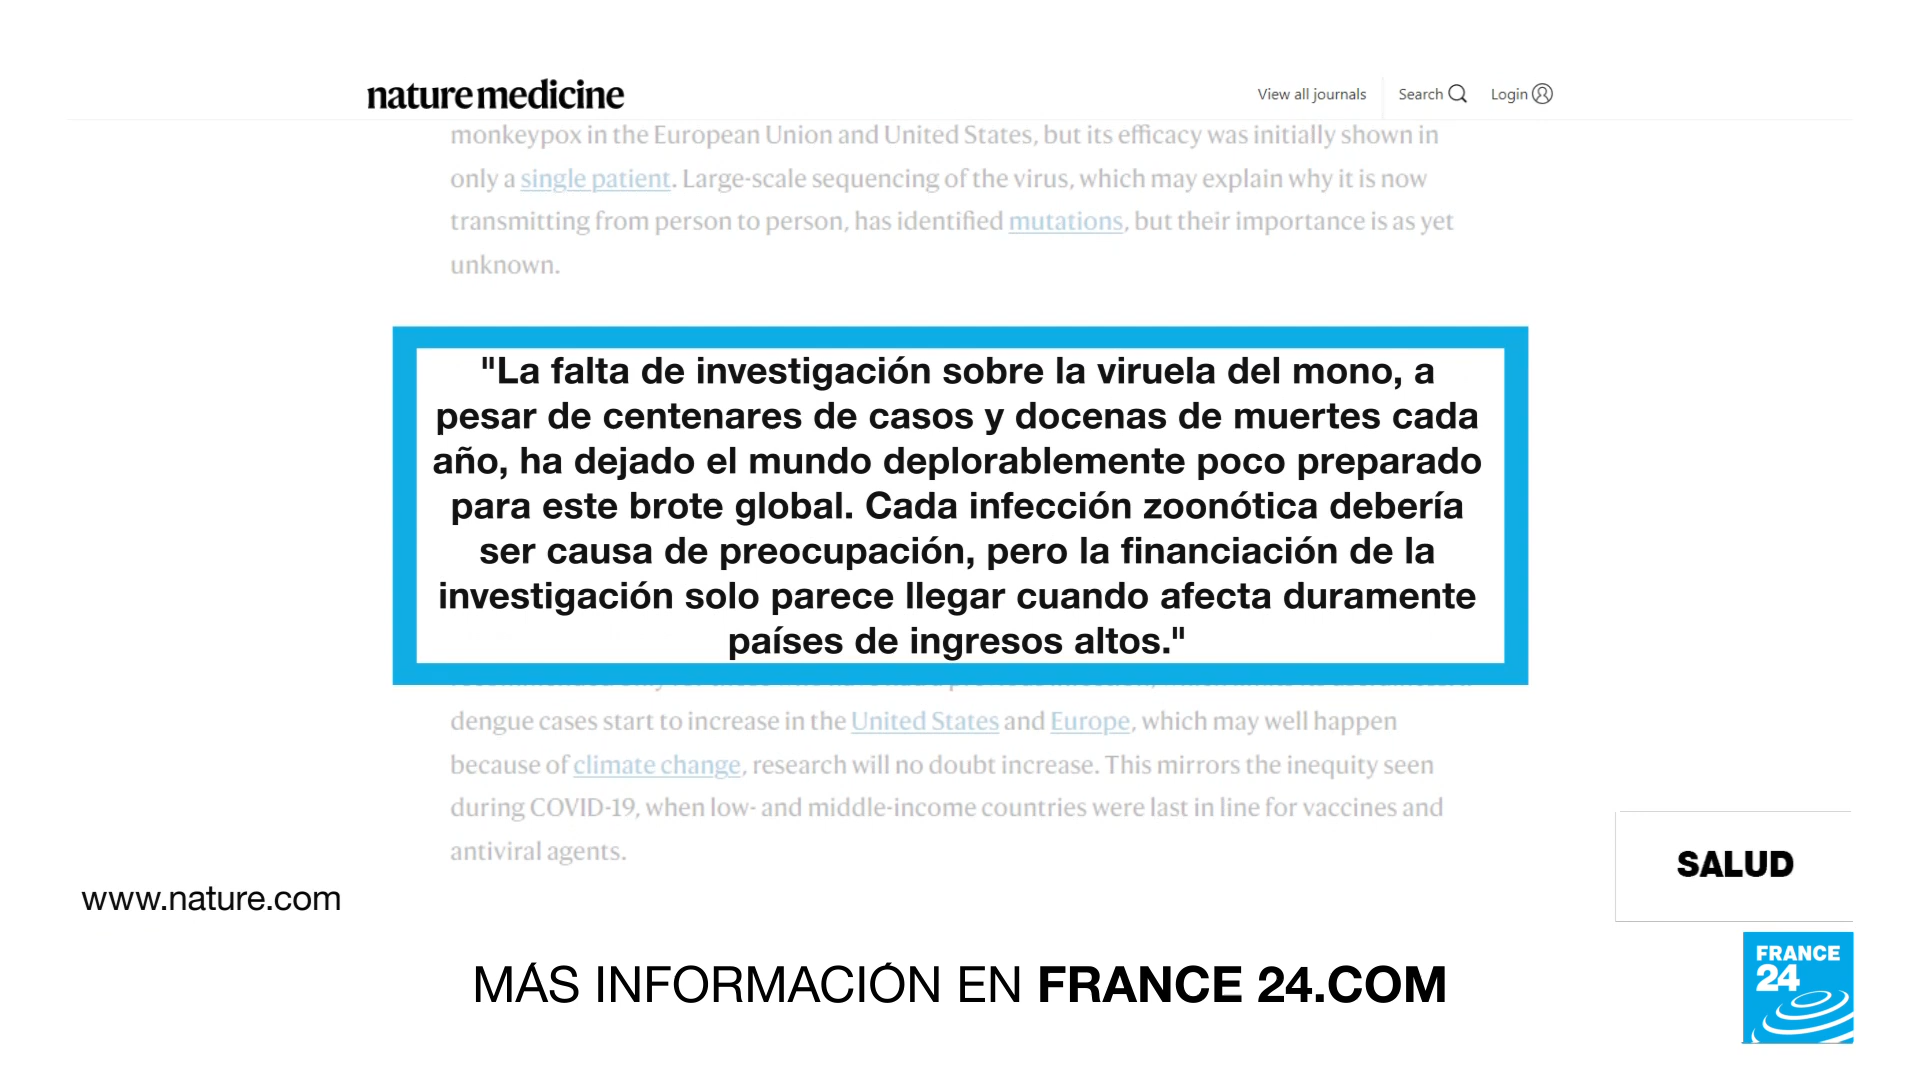 nature medicine
View all journals
Search
Login
monkeypox in the European Union and United States, but its efficacy was initially shown in
only a single patient. Large-scale sequencing of the virus, which may explain why it is now
transmitting from person to person, has identified mutations, but their importance is as yet
unknown.
"La falta de investigación sobre la viruela del mono, a
pesar de centenares de casos y docenas de muertes cada
año, ha dejado el mundo deplorablemente poco preparado
para este brote global. Cada infección zoonótica debería
ser causa de preocupación, pero la financiación de la
investigación solo parece llegar cuando afecta duramente
países de ingresos altos."
dengue cases start to increase in the United States and Europe, which may well happen
because of climate change, research will no doubt increase. This mirrors the inequity seen
during COVID-19, when low- and middle-income countries were last in line for vaccines and
antiviral agents.
www.nature.com
SALUD
MÁS INFORMACIÓN EN FRANCE 24.COM
FRANCE
24